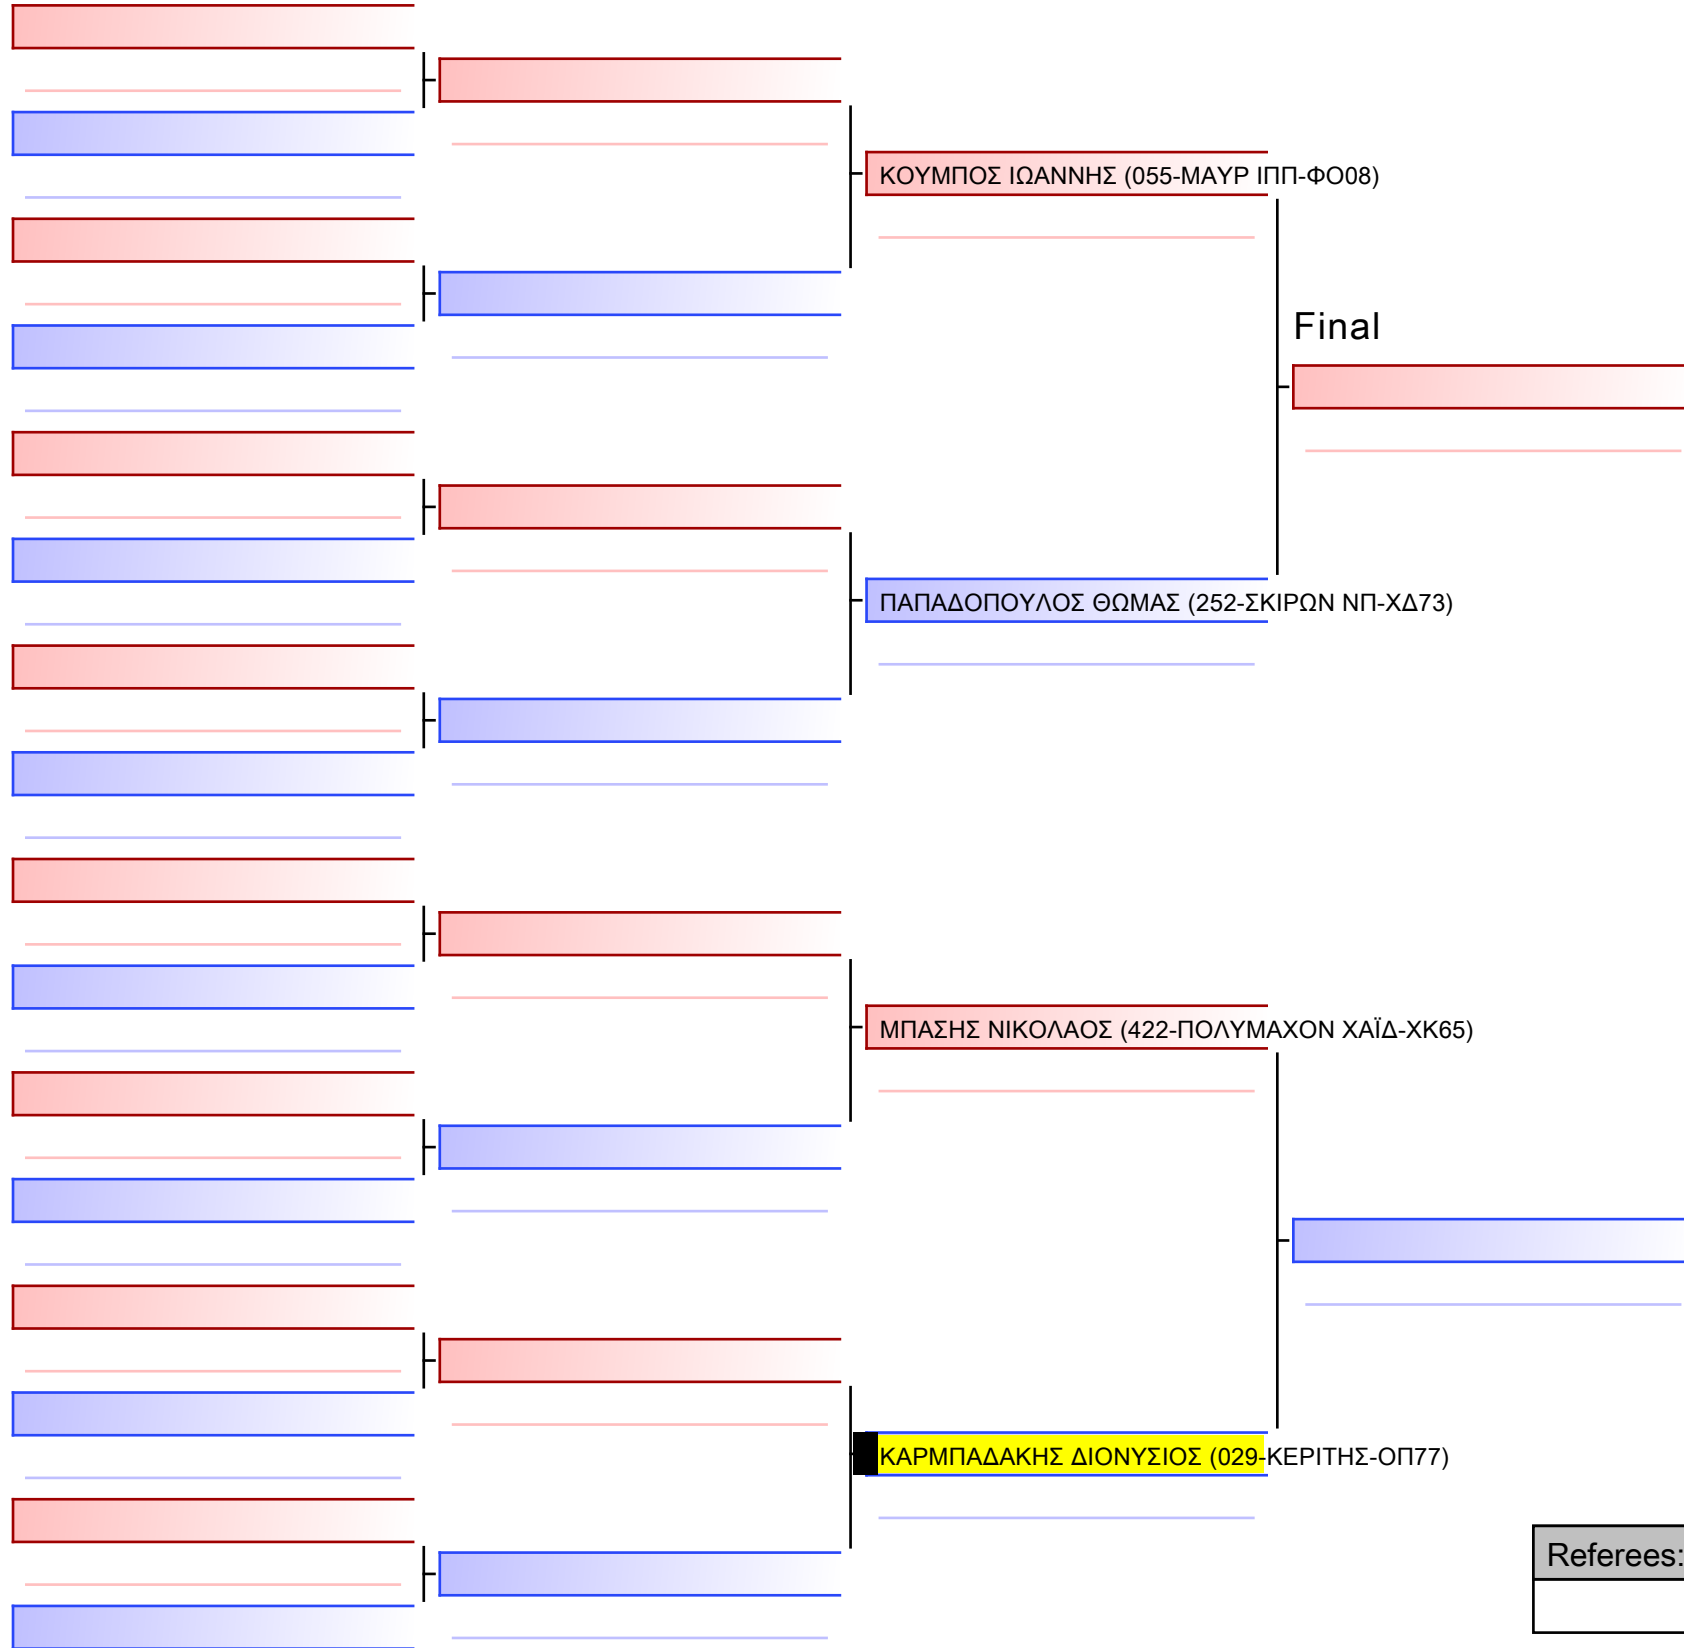 ΚΟΥΜΠΟΣ ΙΩΑΝΝΗΣ (055-ΜΑΥΡ ΙΠΠ-ΦΟ08)
Final
ΠΑΠΑΔΟΠΟΥΛΟΣ ΘΩΜΑΣ (252-ΣΚΙΡΩΝ ΝΠ-ΧΔ73)
ΜΠΑΣΗΣ ΝΙΚΟΛΑΟΣ (422-ΠΟΛΥΜΑΧΟΝ ΧΑΪΔ-ΧΚ65)
ΚΑΡΜΠΑΔΑΚΗΣ ΔΙΟΝΥΣΙΟΣ (029-ΚΕΡΙΤΗΣ-ΟΠ77)
Referees: